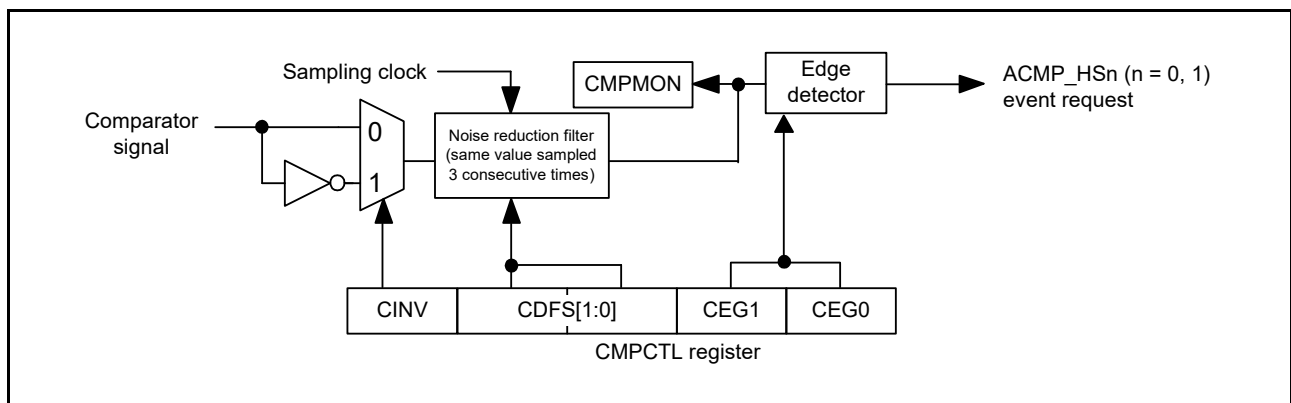 Sampling clock
CMPMON
Edge
detector
ACMP_HSn (n = 0, 1)
event request
Comparator
signal
0
1
Noise reduction filter
(same value sampled
3 consecutive times)
CINV
CDFS[1:0]
CEG1
CEG0
CMPCTL register